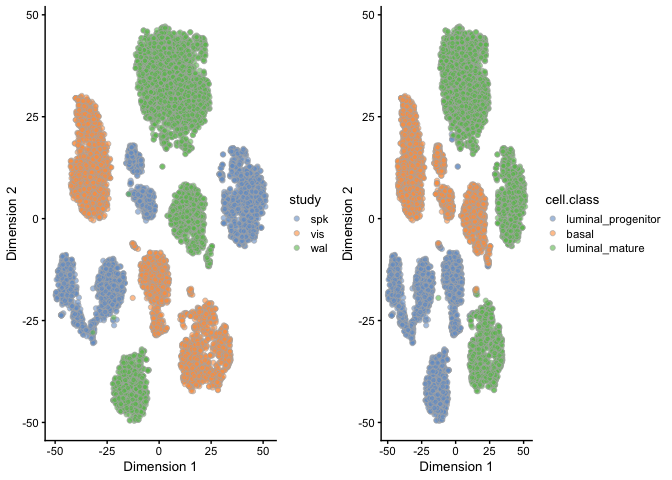 50
25
0
-25
-50
Dimension 2
-50 -25 0 25 50
Dimension 1
study
spk
vis
wal
50
25
0
-25
-50
Dimension 2
-50 -25 0 25 50
Dimension 1
cell.class
luminal_progenitor
basal
luminal_mature